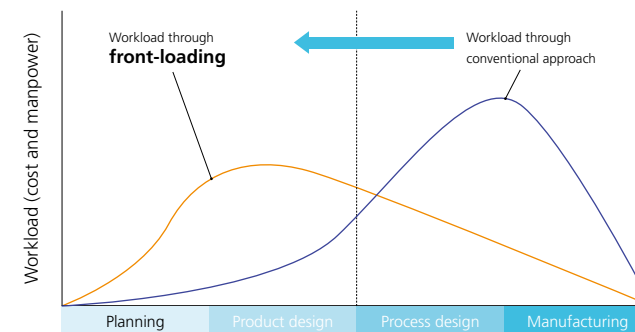 Workload through
front-loading
Workload through
conventional approach
Workload (cost and manpower)
Planning
Product design
Process design
Manufacturing